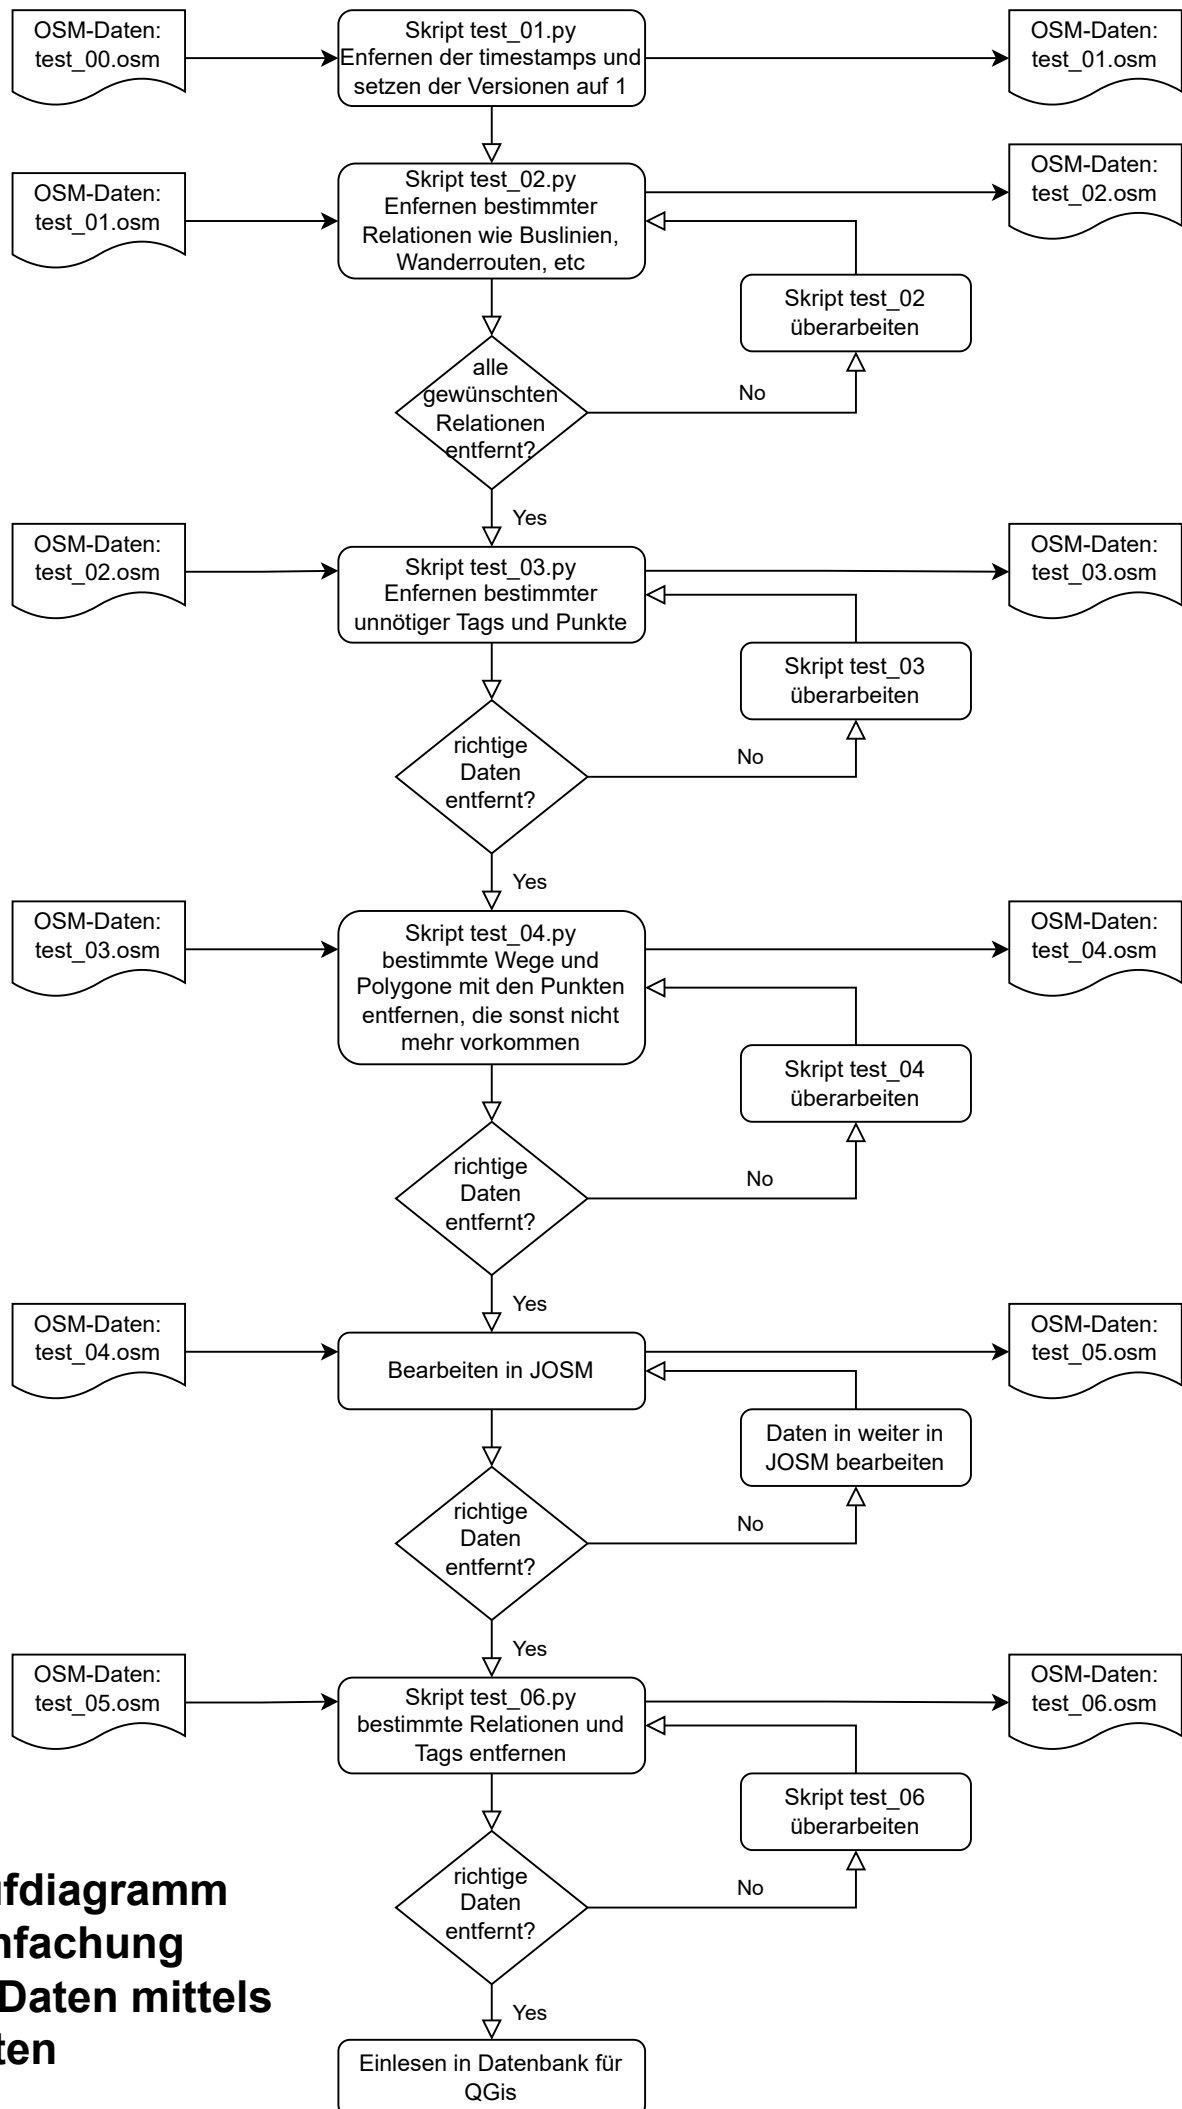 OSM-Daten:
test_00.osm
Skript test_01.py
Enfernen der timestamps und
setzen der Versionen auf 1
OSM-Daten:
test_01.osm
OSM-Daten:
test_01.osm
Skript test_02.py
Enfernen bestimmter
Relationen wie Buslinien,
Wanderrouten, etc
OSM-Daten:
test_02.osm
Skript test_02
überarbeiten
alle
gewünschten
Relationen
entfernt?
No
Yes
OSM-Daten:
test_02.osm
Skript test_03.py
Enfernen bestimmter
unnötiger Tags und Punkte
OSM-Daten:
test_03.osm
Skript test_03
überarbeiten
richtige
Daten
entfernt?
No
Yes
OSM-Daten:
test_03.osm
Skript test_04.py
bestimmte Wege und
Polygone mit den Punkten
entfernen, die sonst nicht
mehr vorkommen
OSM-Daten:
test_04.osm
Skript test_04
überarbeiten
richtige
Daten
entfernt?
No
Yes
OSM-Daten:
test_04.osm
Bearbeiten in JOSM
OSM-Daten:
test_05.osm
Daten in weiter in
JOSM bearbeiten
richtige
Daten
entfernt?
No
Yes
OSM-Daten:
test_05.osm
Skript test_06.py
bestimmte Relationen und
Tags entfernen
OSM-Daten:
test_06.osm
Skript test_06
überarbeiten
richtige
Daten
entfernt?
No
Yes
Einlesen in Datenbank für
QGis
fdiagramm
nfachung
Daten mittels
ten